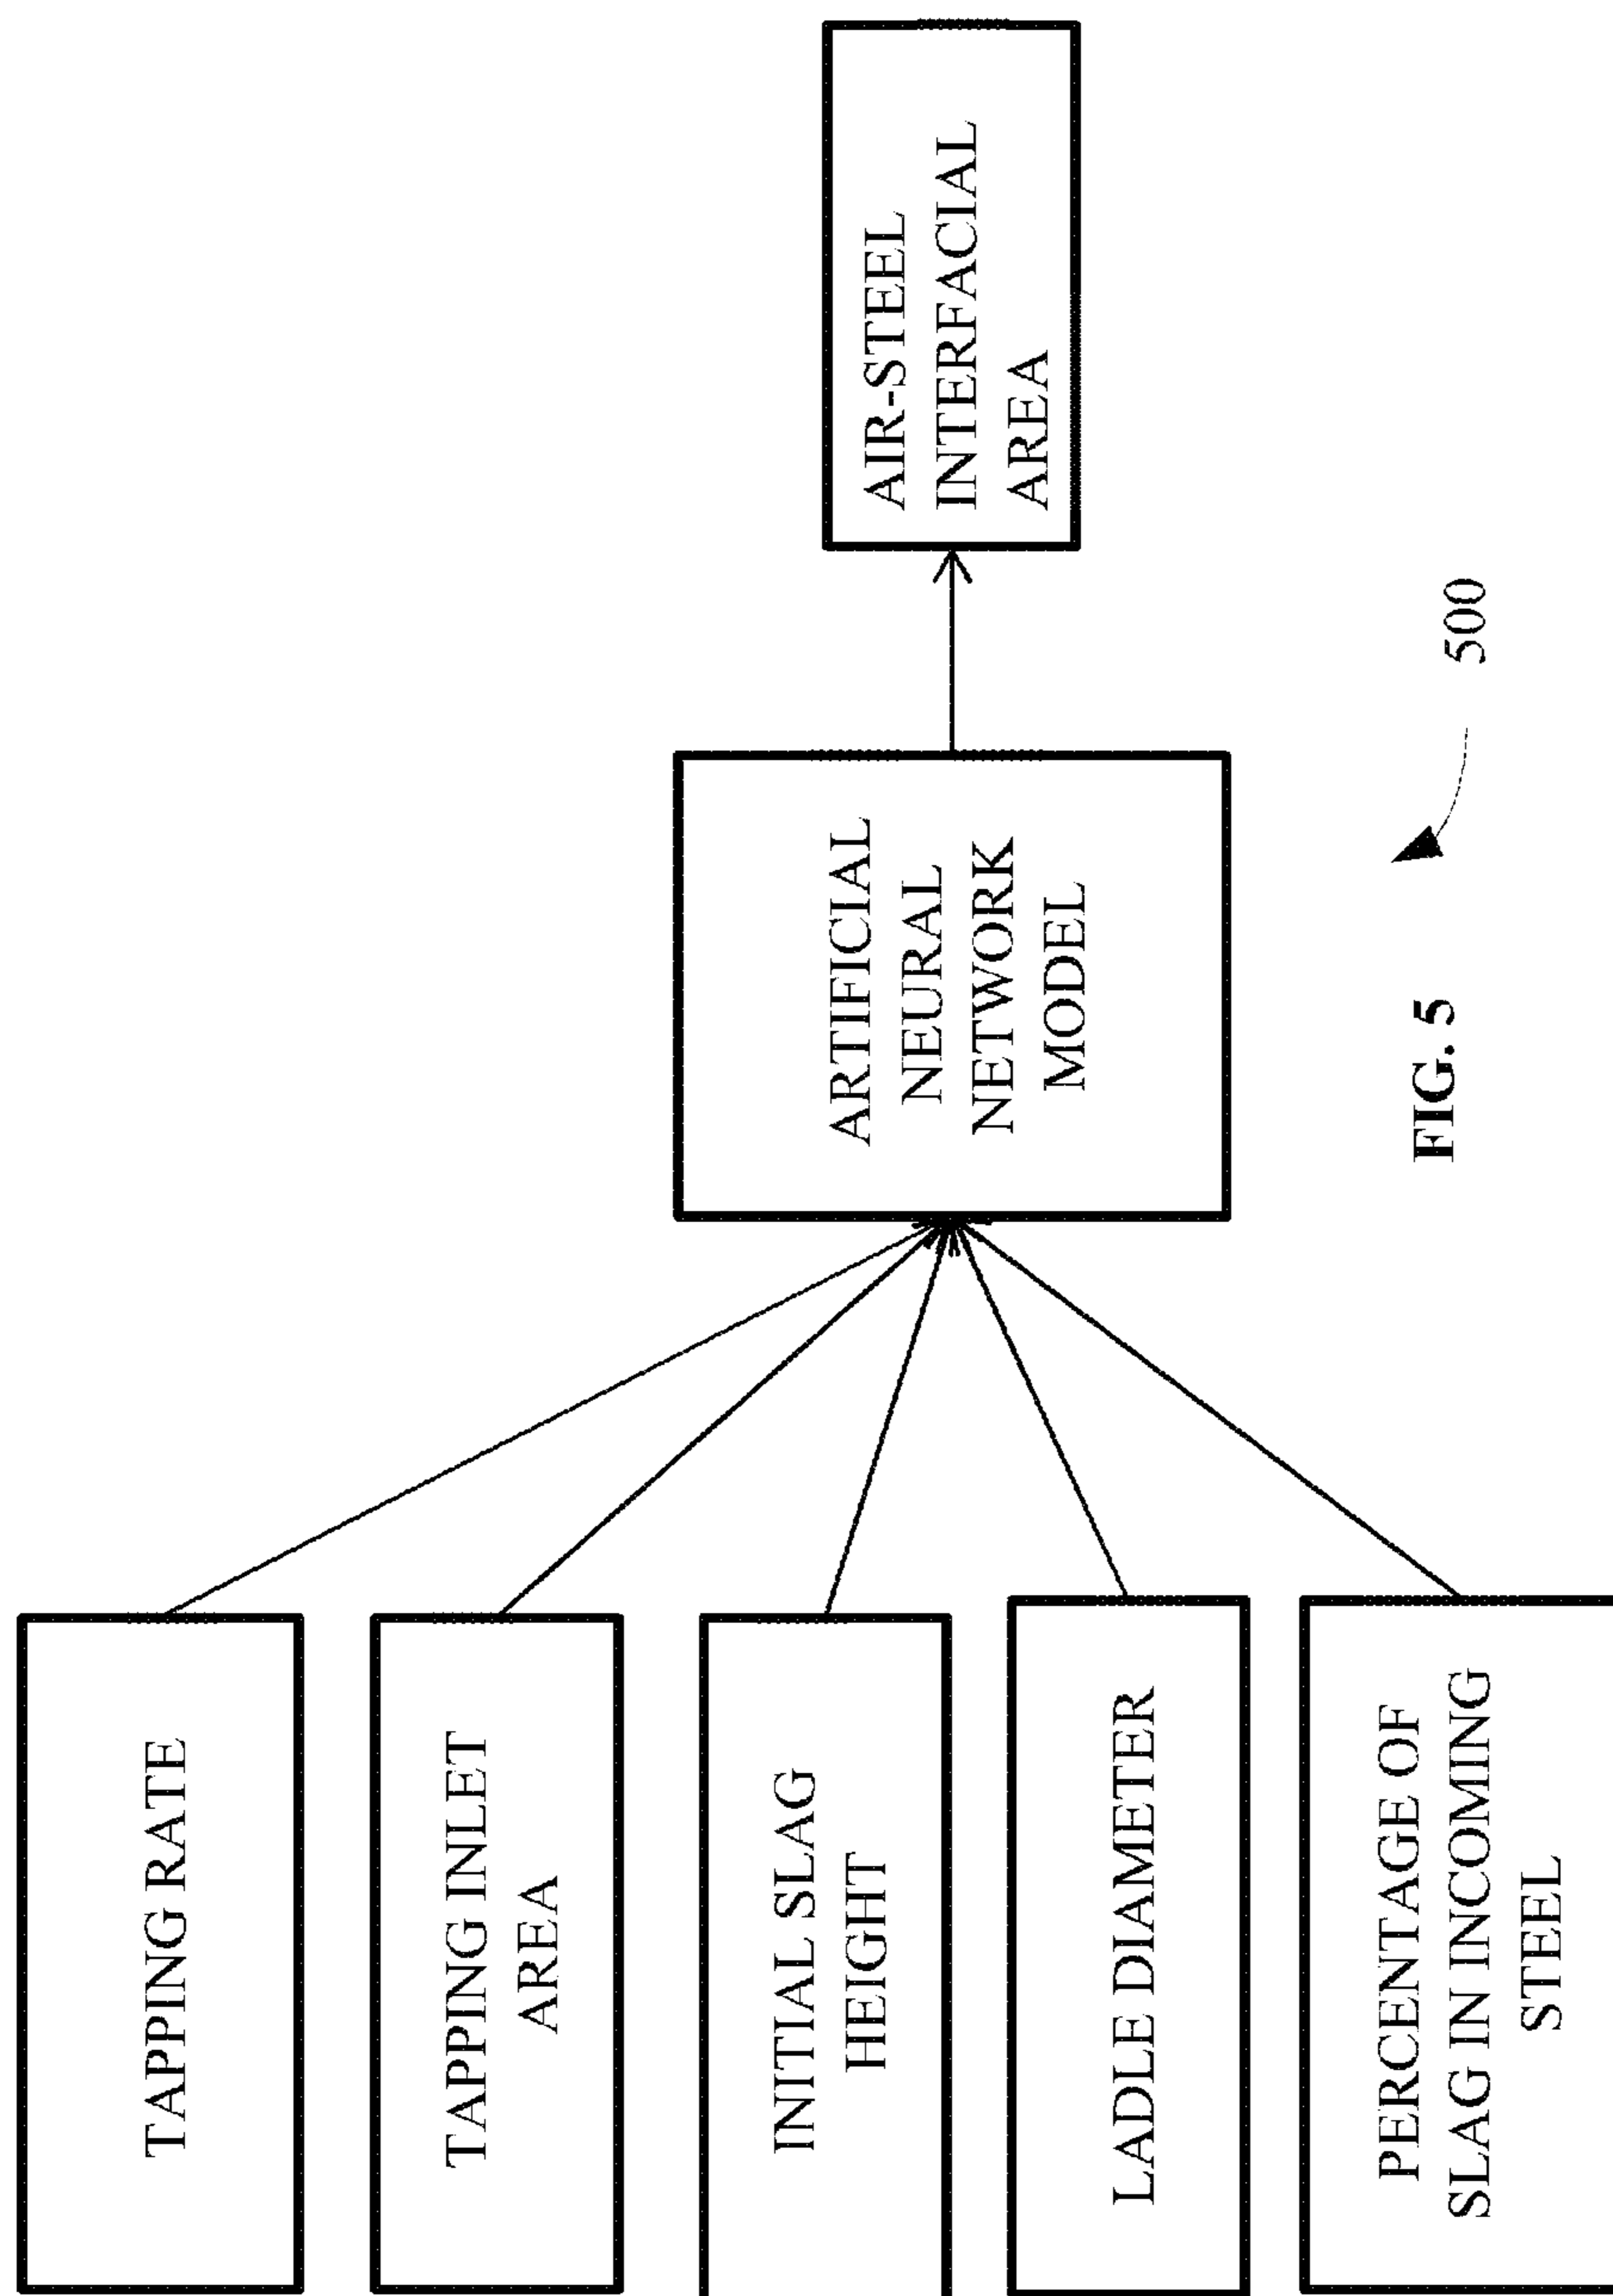 TAPPING RATE
TAPPING INLET
AREA
INITIAL SLAG
HEIGHT
LADLE DIAMETER
PERCENTAGE OF
SLAG IN INCOMING
STEEL
ARTIFICIAL
NEURAL
NETWORK
MODEL
AIR-STEEL
INTERFACIAL
AREA
FIG. 5
500